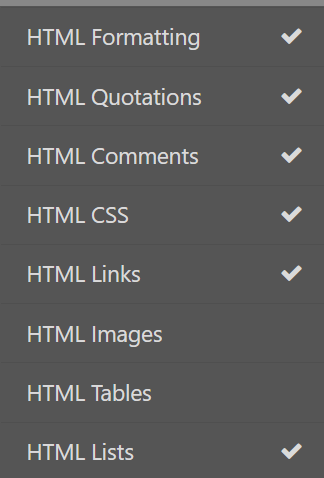 HTML Formatting
HTML Quotations
HTML Comments
HTML CSS
HTML Links
HTML Images
HTML Tables
HTML Lists